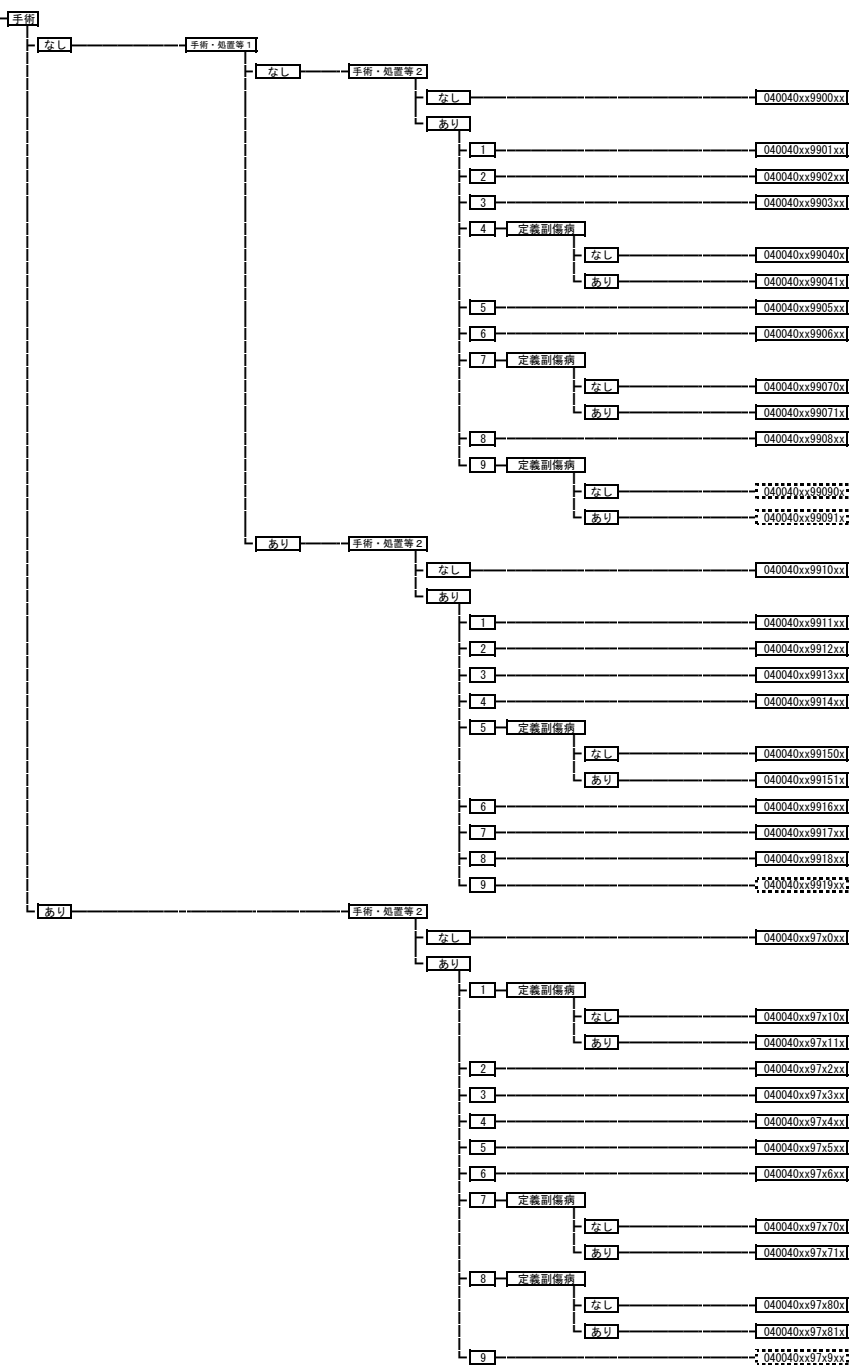 手術
なし 手術・処置等1
なし 手術・処置等2
なし 040040xx9900xx
あり
1 040040xx9901xx
2 040040xx9902xx
3 040040xx9903xx
4 定義副傷病
なし 040040xx99040x
あり 040040xx99041x
5 040040xx9905xx
6 040040xx9906xx
7 定義副傷病
なし 040040xx99070x
あり 040040xx99071x
8 040040xx9908xx
9 定義副傷病
なし 040040xx99090x
あり 040040xx99091x
あり 手術・処置等2
なし 040040xx9910xx
あり
1 040040xx9911xx
2 040040xx9912xx
3 040040xx9913xx
4 040040xx9914xx
5 定義副傷病
なし 040040xx99150x
あり 040040xx99151x
6 040040xx9916xx
7 040040xx9917xx
8 040040xx9918xx
9 040040xx9919xx
あり 手術・処置等2
なし 040040xx97x0xx
あり
1 定義副傷病
なし 040040xx97x10x
あり 040040xx97x11x
2 040040xx97x2xx
3 040040xx97x3xx
4 040040xx97x4xx
5 040040xx97x5xx
6 040040xx97x6xx
7 定義副傷病
なし 040040xx97x70x
あり 040040xx97x71x
8 定義副傷病
なし 040040xx97x80x
あり 040040xx97x81x
9 040040xx97x9xx